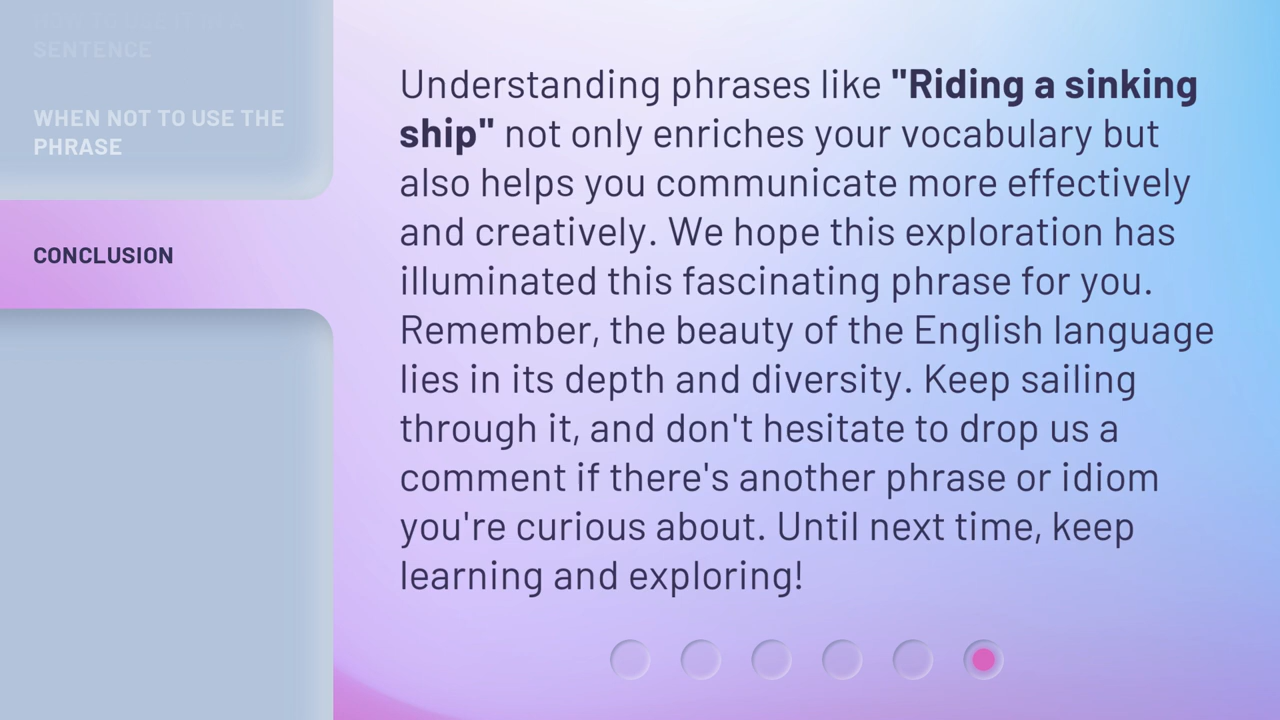 SENTENCE
WHEN NOT TO USE THE
PHRASE
CONCLUSION
Understanding phrases like "Riding a sinking
ship" not only enriches your vocabulary but
also helps you communicate more effectively
and creatively. We hope this exploration has
illuminated this fascinating phrase for you.
Remember, the beauty of the English language
lies in its depth and diversity. Keep sailing
through it, and don't hesitate to drop us a
comment if there's another phrase or idiom
you're curious about. Until next time, keep
learning and exploring!